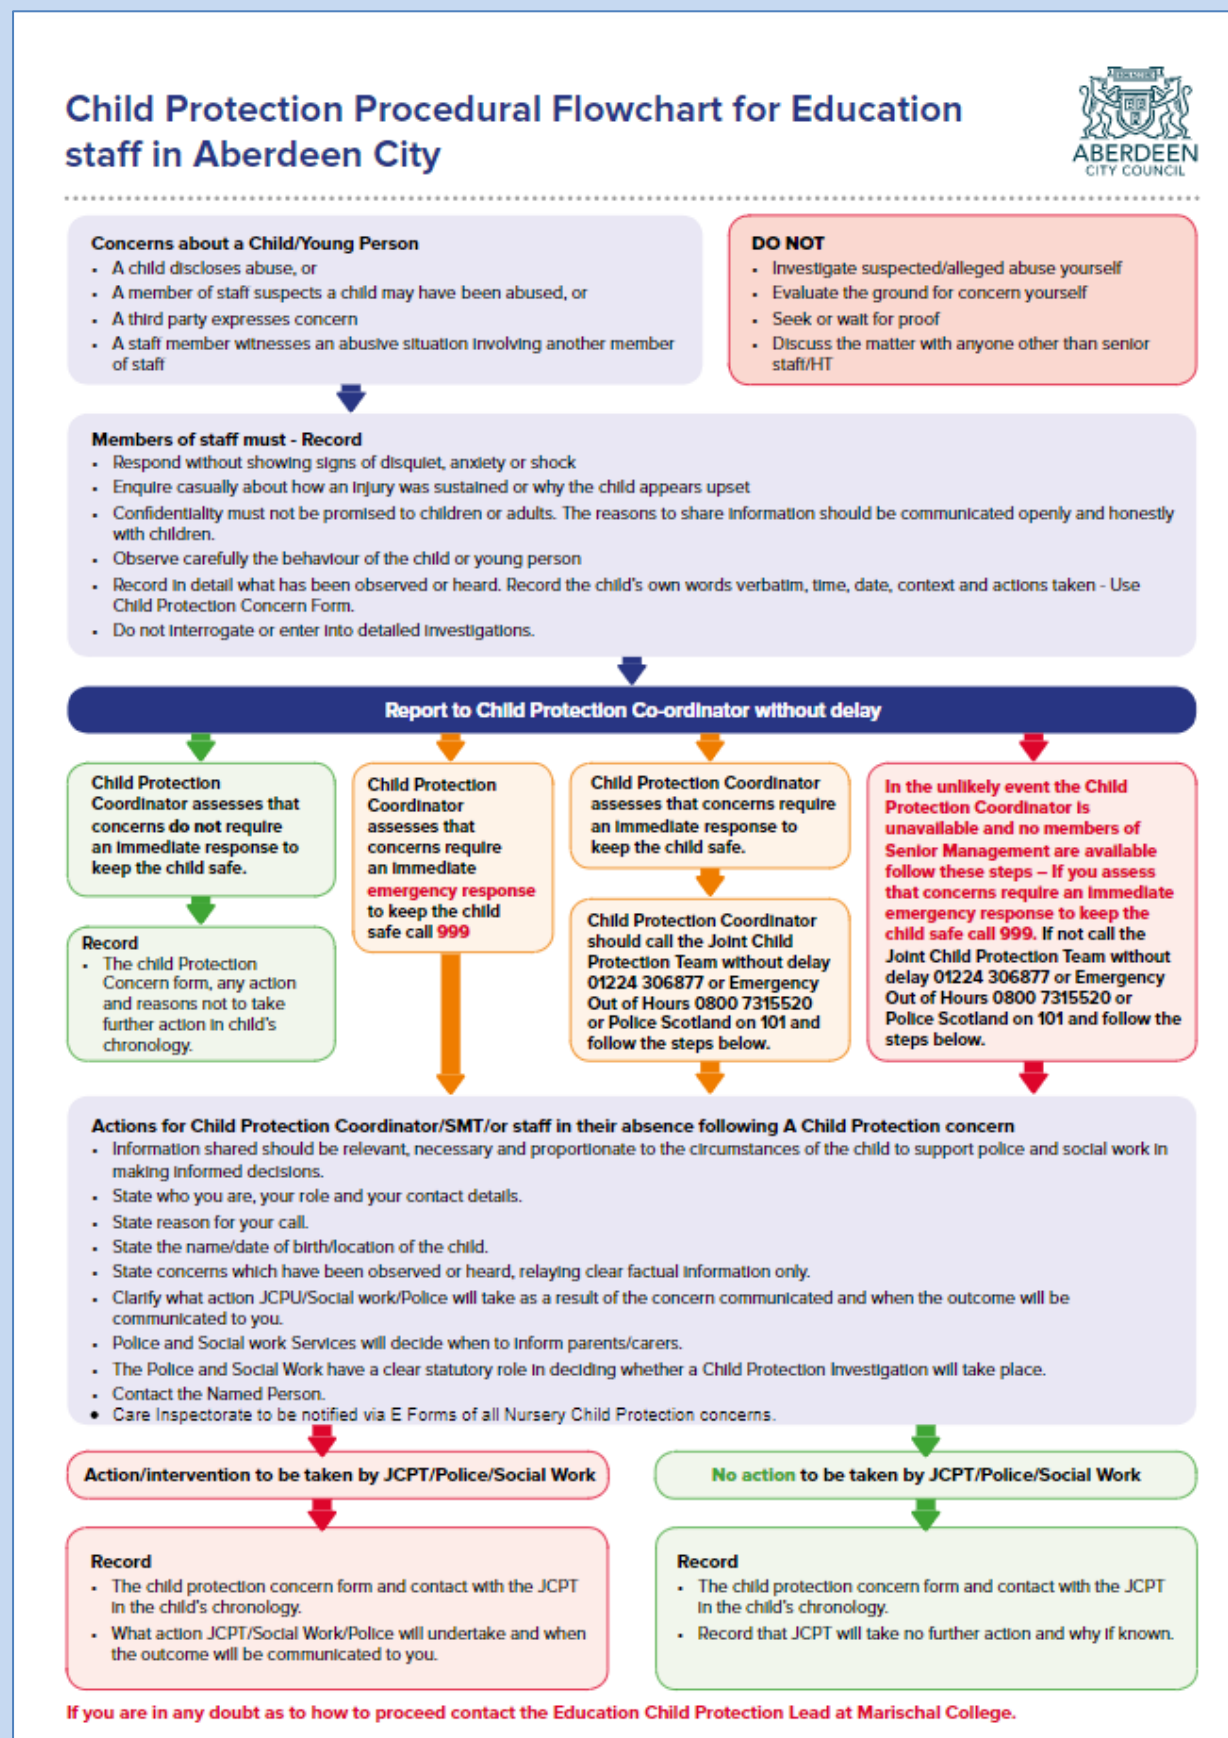 Child Protection Procedural Flowchart for Education
staff in Aberdeen City
ABERDEEN
CITY COUNCIL
Concerns about a Child/Young Person
• A child discloses abuse, or
• A member of staff suspects a child may have been abused, or
• A third party expresses concern
• A staff member witnesses an abusive situation involving another member
of staff
DO NOT
• Investigate suspected/alleged abuse yourself
• Evaluate the ground for concern yourself
• Seek or wait for proof
• Discuss the matter with anyone other than senior
staff/HT
Members of staff must - Record
• Respond without showing signs of disquiet, anxiety or shock
• Enquire casually about how an injury was sustained or why the child appears upset
• Confidentiality must not be promised to children or adults. The reasons to share information should be communicated openly and honestly
with children.
• Observe carefully the behaviour of the child or young person
• Record in detail what has been observed or heard. Record the child's own words verbatim, time, date, context and actions taken - Use
Child Protection Concern Form.
• Do not interrogate or enter into detailed investigations.
Report to Child Protection Co-ordinator without delay
Child Protection
Coordinator assesses that
concerns do not require
an immediate response to
keep the child safe.
Record
• The child Protection
Concern form, any action
and reasons not to take
further action in child's
chronology.
Child Protection
Coordinator
assesses that
concerns require
an immediate
emergency response
to keep the child
safe call 999
Child Protection Coordinator
assesses that concerns require
an immediate response to
keep the child safe.
Child Protection Coordinator
should call the Joint Child
Protection Team without delay
01224 306877 or Emergency
Out of Hours 0800 7315520
or Police Scotland on 101 and
follow the steps below.
In the unlikely event the Child
Protection Coordinator is
unavailable and no members of
Senior Management are available
follow these steps – If you assess
that concerns require an immediate
emergency response to keep the
child safe call 999. If not call the
Joint Child Protection Team without
delay 01224 306877 or Emergency
Out of Hours 0800 7315520 or
Police Scotland on 101 and follow the
steps below.
Actions for Child Protection Coordinator/SMT/or staff in their absence following A Child Protection concern
• Information shared should be relevant, necessary and proportionate to the circumstances of the child to support police and social work in
making informed decisions.
• State who you are, your role and your contact details.
• State reason for your call.
• State the name/date of birth/location of the child.
• State concerns which have been observed or heard, relaying clear factual information only.
• Clarify what action JCPU/Social work/Police will take as a result of the concern communicated and when the outcome will be
communicated to you.
• Police and Social work Services will decide when to inform parents/carers.
• The Police and Social Work have a clear statutory role in deciding whether a Child Protection Investigation will take place.
• Contact the Named Person.
• Care Inspectorate to be notified via E Forms of all Nursery Child Protection concerns.
Action/intervention to be taken by JCPT/Police/Social Work
No action to be taken by JCPT/Police/Social Work
Record
• The child protection concern form and contact with the JCPT
in the child's chronology.
• What action JCPT/Social Work/Police will undertake and when
the outcome will be communicated to you.
Record
• The child protection concern form and contact with the JCPT
in the child's chronology.
• Record that JCPT will take no further action and why if known.
If you are in any doubt as to how to proceed contact the Education Child Protection Lead at Marischal College.